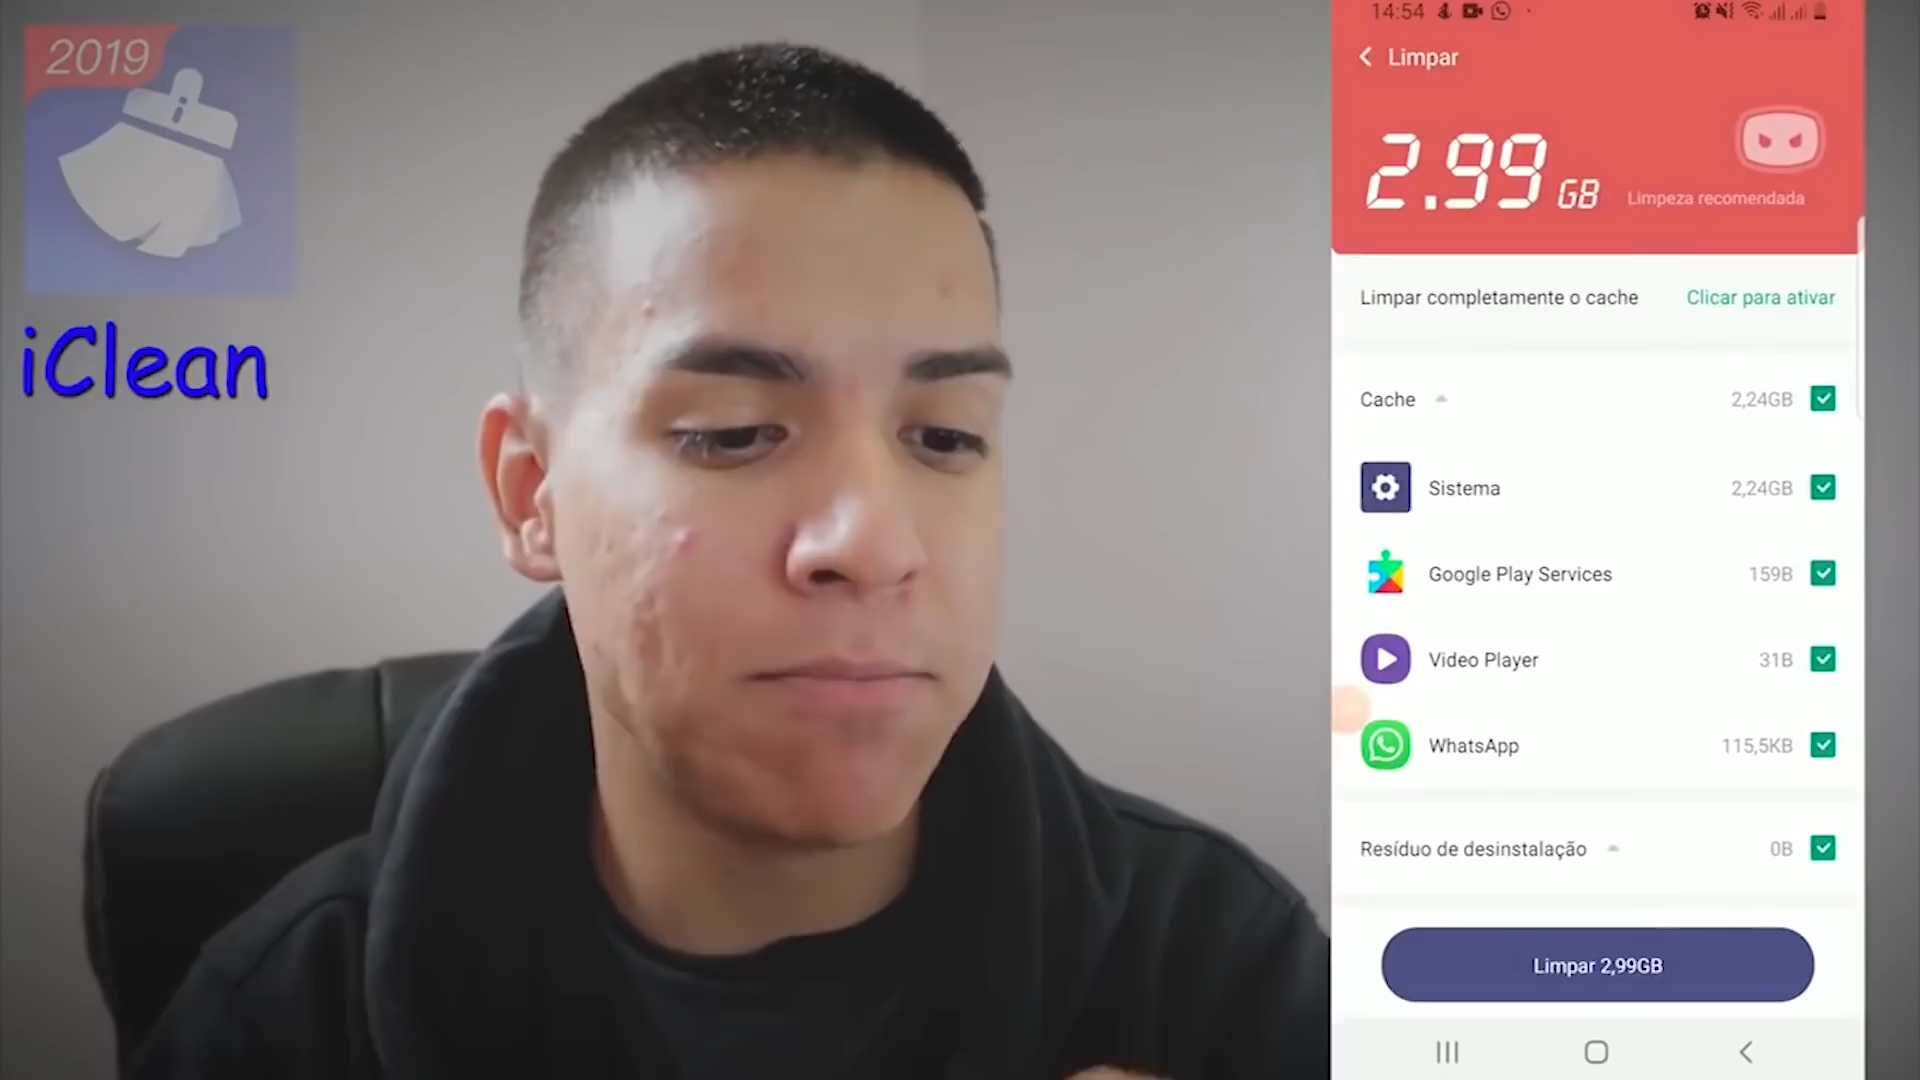 2019
iClean
14:54
Limpar
2.99 GB
Limpeza recomendada
Limpar completamente o cache Clicar para ativar
Cache 2,24GB
Sistema 2,24GB
Google Play Services 159B
Video Player 31B
WhatsApp 115,5KB
Resíduo de desinstalação 0B
Limpar 2,99GB